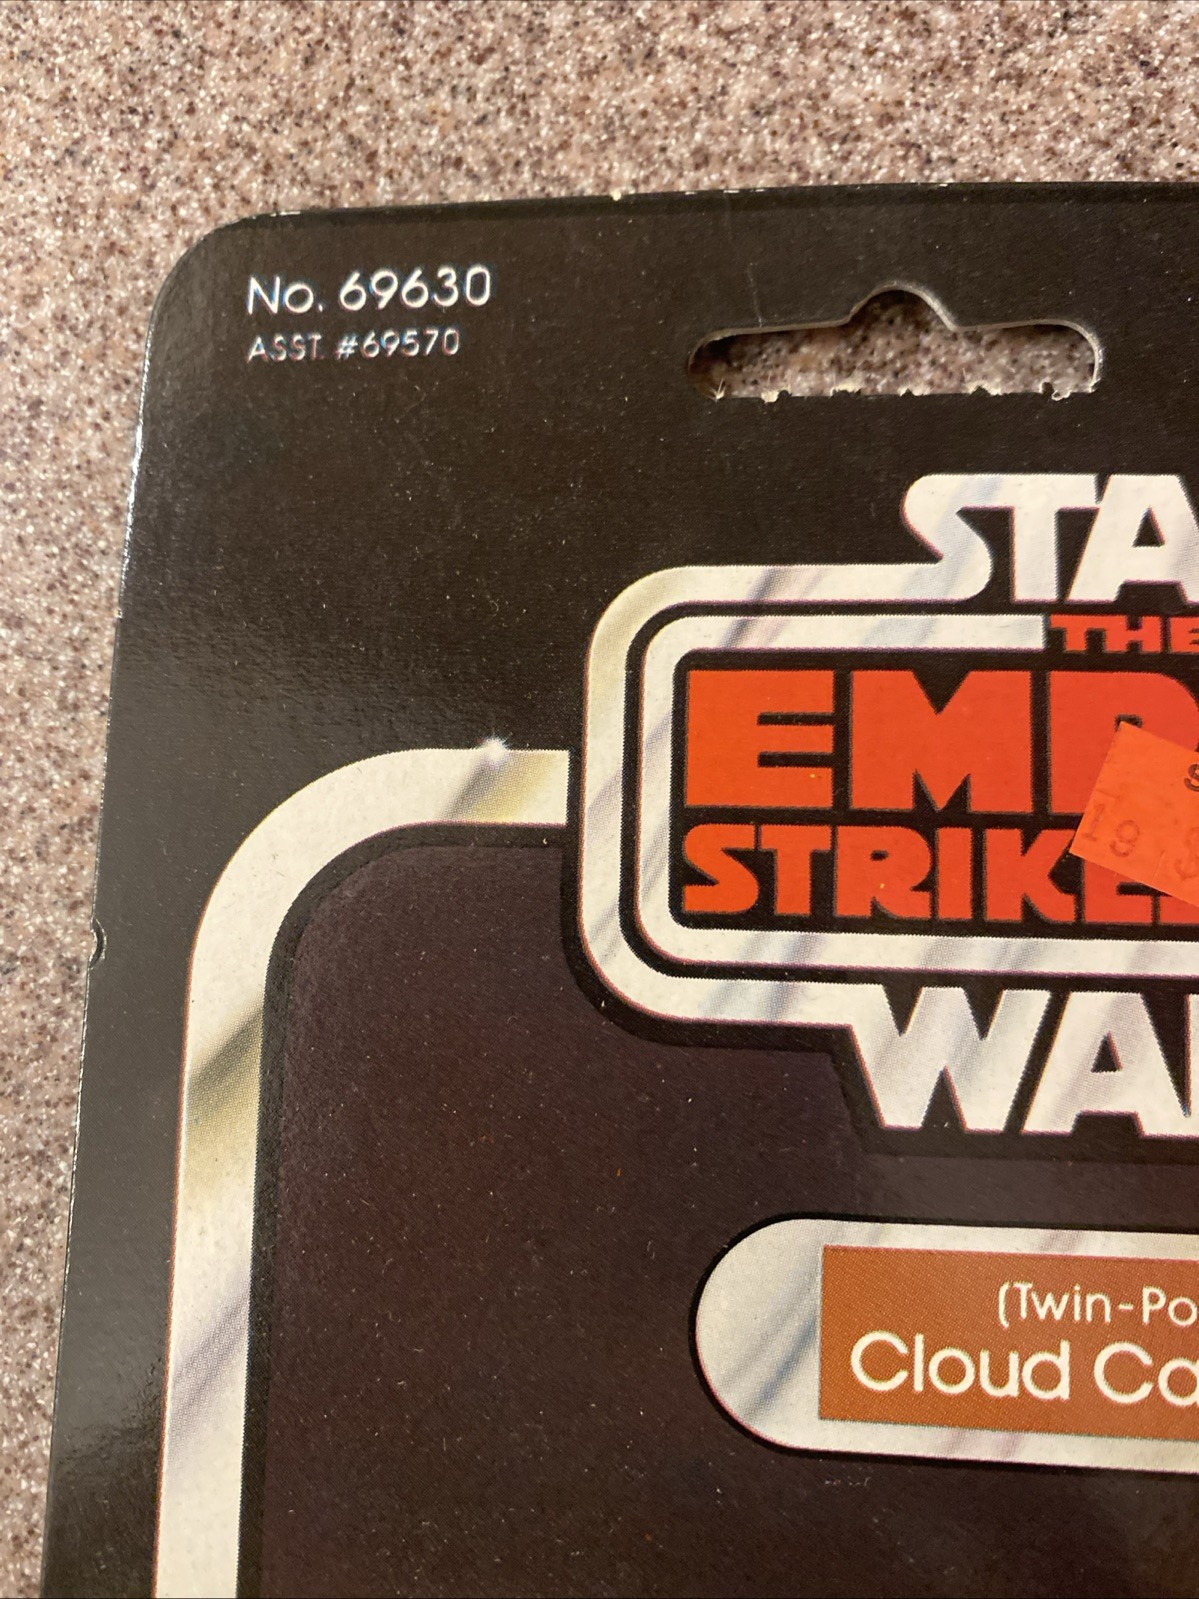 No. 69630
ASST. #69570
STA
THE
EMP
STRIKE
19
WA
(Twin-Po
Cloud Ca